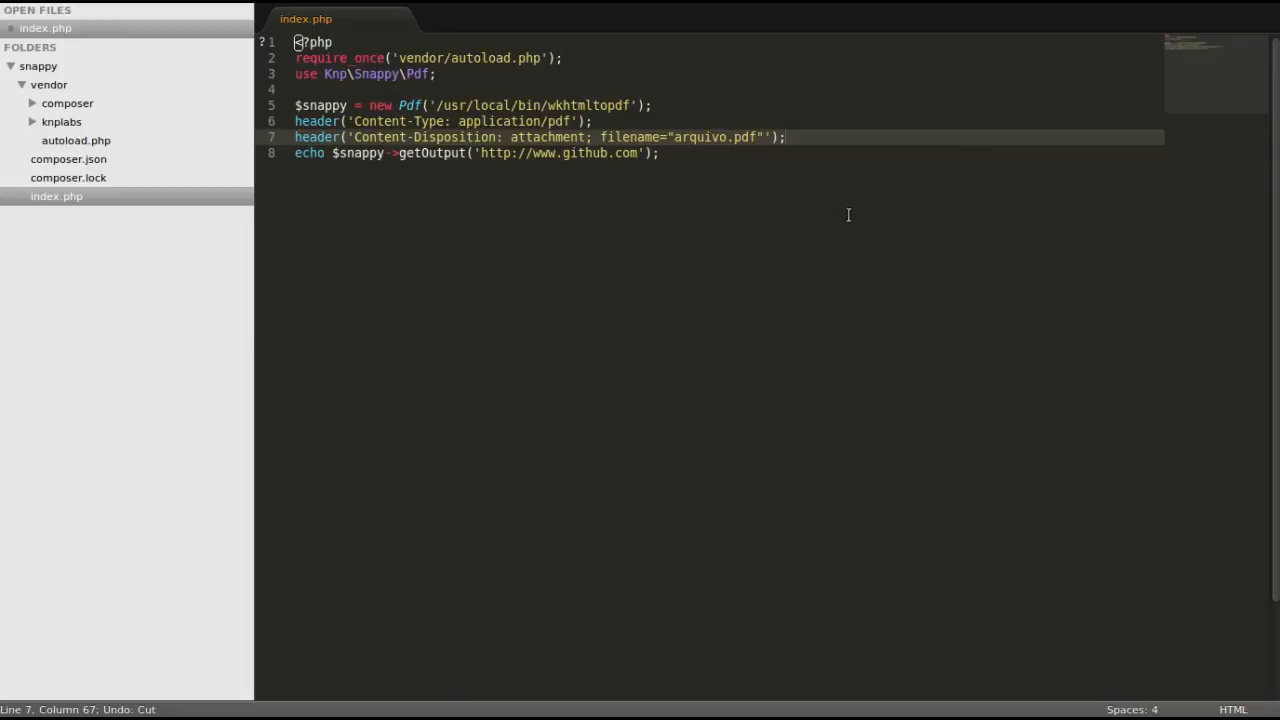 OPEN FILES
index.php
FOLDERS
snappy
vendor
composer
knplabs
autoload.php
composer.json
composer.lock
index.php
index.php
? 1 <?php
2 require_once('vendor/autoload.php');
3 use Knp\Snappy\Pdf;
4
5 $snappy = new Pdf('/usr/local/bin/wkhtmltopdf');
6 header('Content-Type: application/pdf');
7 header('Content-Disposition: attachment; filename="arquivo.pdf"');
8 echo $snappy->getOutput('http://www.github.com');
Line 7, Column 67; Undo: Cut
Spaces: 4
HTML